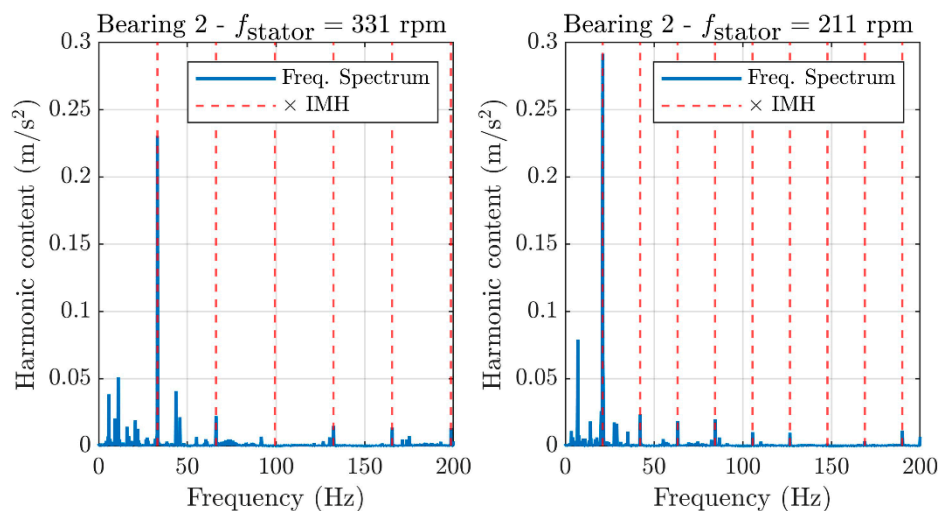 Bearing 2 - f_stator = 331 rpm
Harmonic content (m/s²)
0.3
0.25
0.2
0.15
0.1
0.05
0
Freq. Spectrum
× IMH
0 50 100 150 200
Frequency (Hz)
Bearing 2 - f_stator = 211 rpm
Harmonic content (m/s²)
0.3
0.25
0.2
0.15
0.1
0.05
0
Freq. Spectrum
× IMH
0 50 100 150 200
Frequency (Hz)